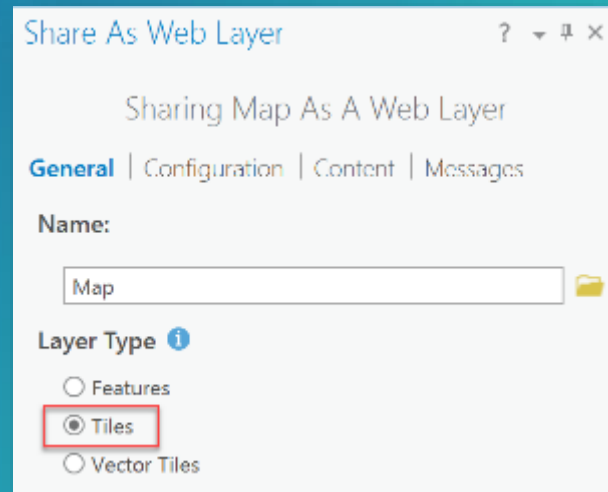 Share As Web Layer ?
Sharing Map As A Web Layer
General | Configuration | Content | Messages
Name:
Map
Layer Type
Features
Tiles
Vector Tiles